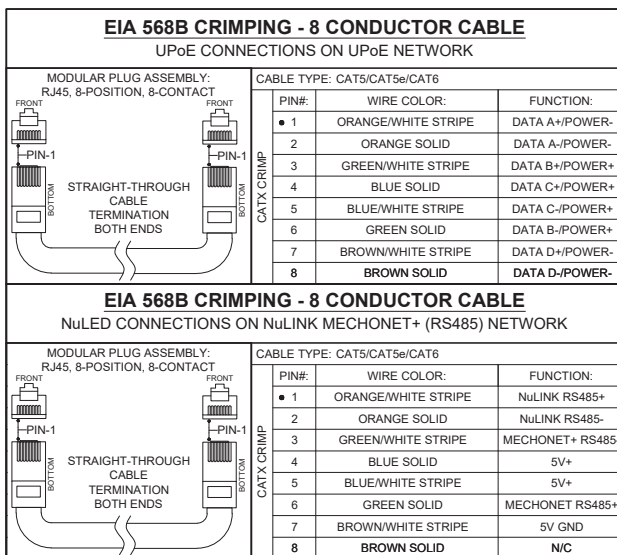 EIA 568B CRIMPING - 8 CONDUCTOR CABLE
UPoE CONNECTIONS ON UPoE NETWORK
MODULAR PLUG ASSEMBLY:
RJ45, 8-POSITION, 8-CONTACT
FRONT
FRONT
PIN-1
PIN-1
BOTTOM
BOTTOM
STRAIGHT-THROUGH
CABLE
TERMINATION
BOTH ENDS
CABLE TYPE: CAT5/CAT5e/CAT6
CATX CRIMP
PIN#: WIRE COLOR: FUNCTION:
1 ORANGE/WHITE STRIPE DATA A+/POWER-
2 ORANGE SOLID DATA A-/POWER-
3 GREEN/WHITE STRIPE DATA B+/POWER+
4 BLUE SOLID DATA C+/POWER+
5 BLUE/WHITE STRIPE DATA C-/POWER+
6 GREEN SOLID DATA B-/POWER+
7 BROWN/WHITE STRIPE DATA D+/POWER-
8 BROWN SOLID DATA D-/POWER-
EIA 568B CRIMPING - 8 CONDUCTOR CABLE
NuLED CONNECTIONS ON NuLINK MECHONET+ (RS485) NETWORK
MODULAR PLUG ASSEMBLY:
RJ45, 8-POSITION, 8-CONTACT
FRONT
FRONT
PIN-1
PIN-1
BOTTOM
BOTTOM
STRAIGHT-THROUGH
CABLE
TERMINATION
BOTH ENDS
CABLE TYPE: CAT5/CAT5e/CAT6
CATX CRIMP
PIN#: WIRE COLOR: FUNCTION:
1 ORANGE/WHITE STRIPE NuLINK RS485+
2 ORANGE SOLID NuLINK RS485-
3 GREEN/WHITE STRIPE MECHONET+ RS485-
4 BLUE SOLID 5V+
5 BLUE/WHITE STRIPE 5V+
6 GREEN SOLID MECHONET RS485+
7 BROWN/WHITE STRIPE 5V GND
8 BROWN SOLID N/C